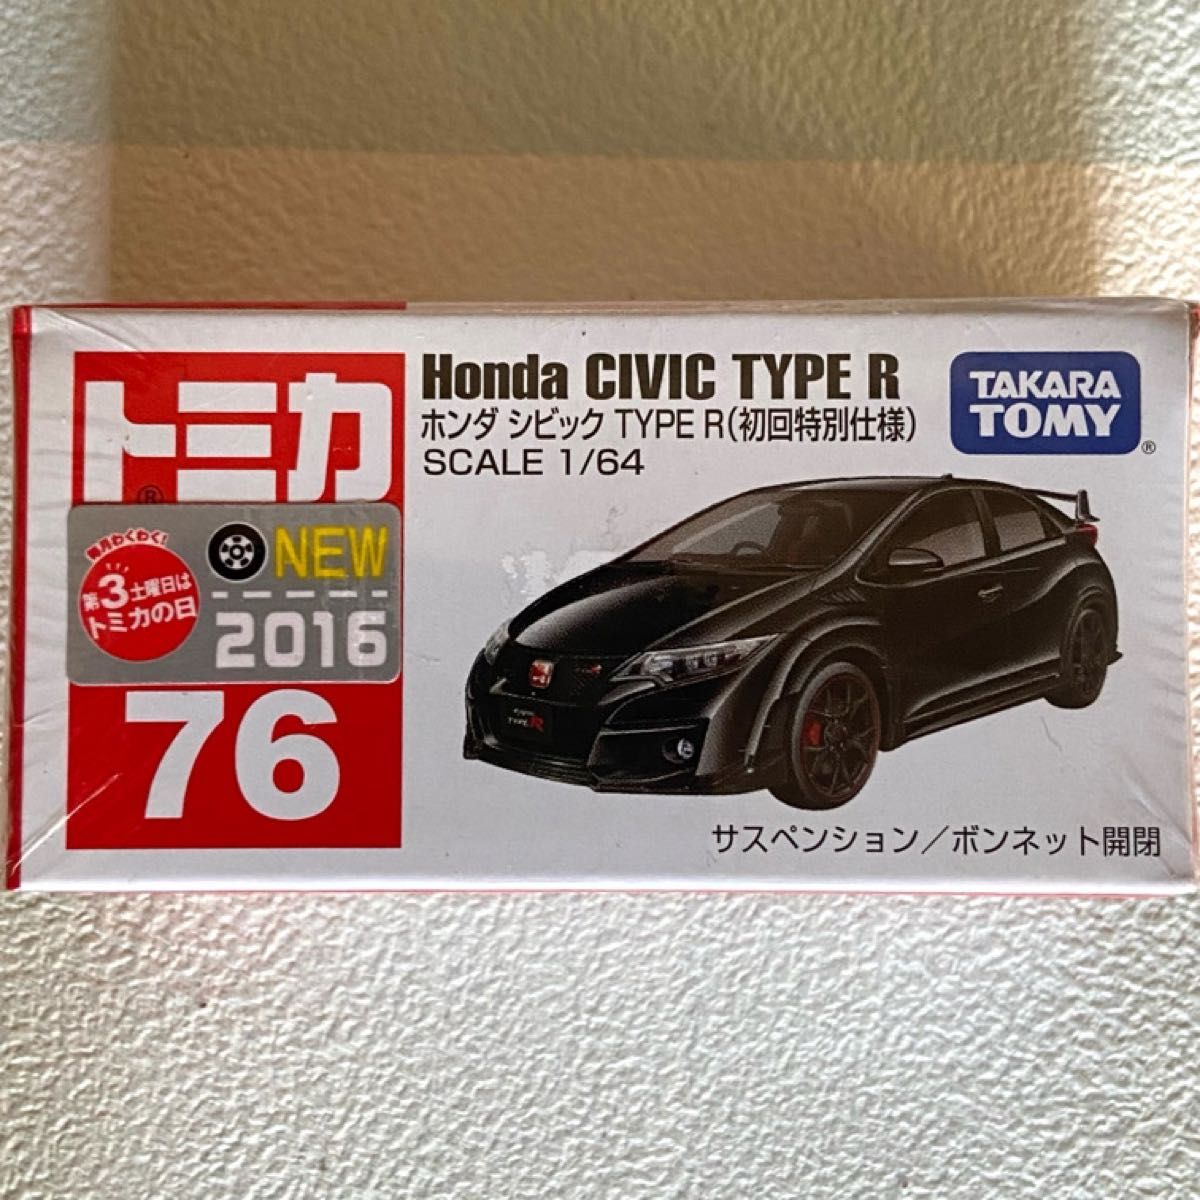 トミカ
®
毎月わくわく!
第3土曜日は
トミカの日
NEW
2016
76
Honda CIVIC TYPE R
ホンダ シビック TYPE R(初回特別仕様)
SCALE 1/64
TAKARA
TOMY
®
CIVIC
TYPE R
サスペンション/ボンネット開閉